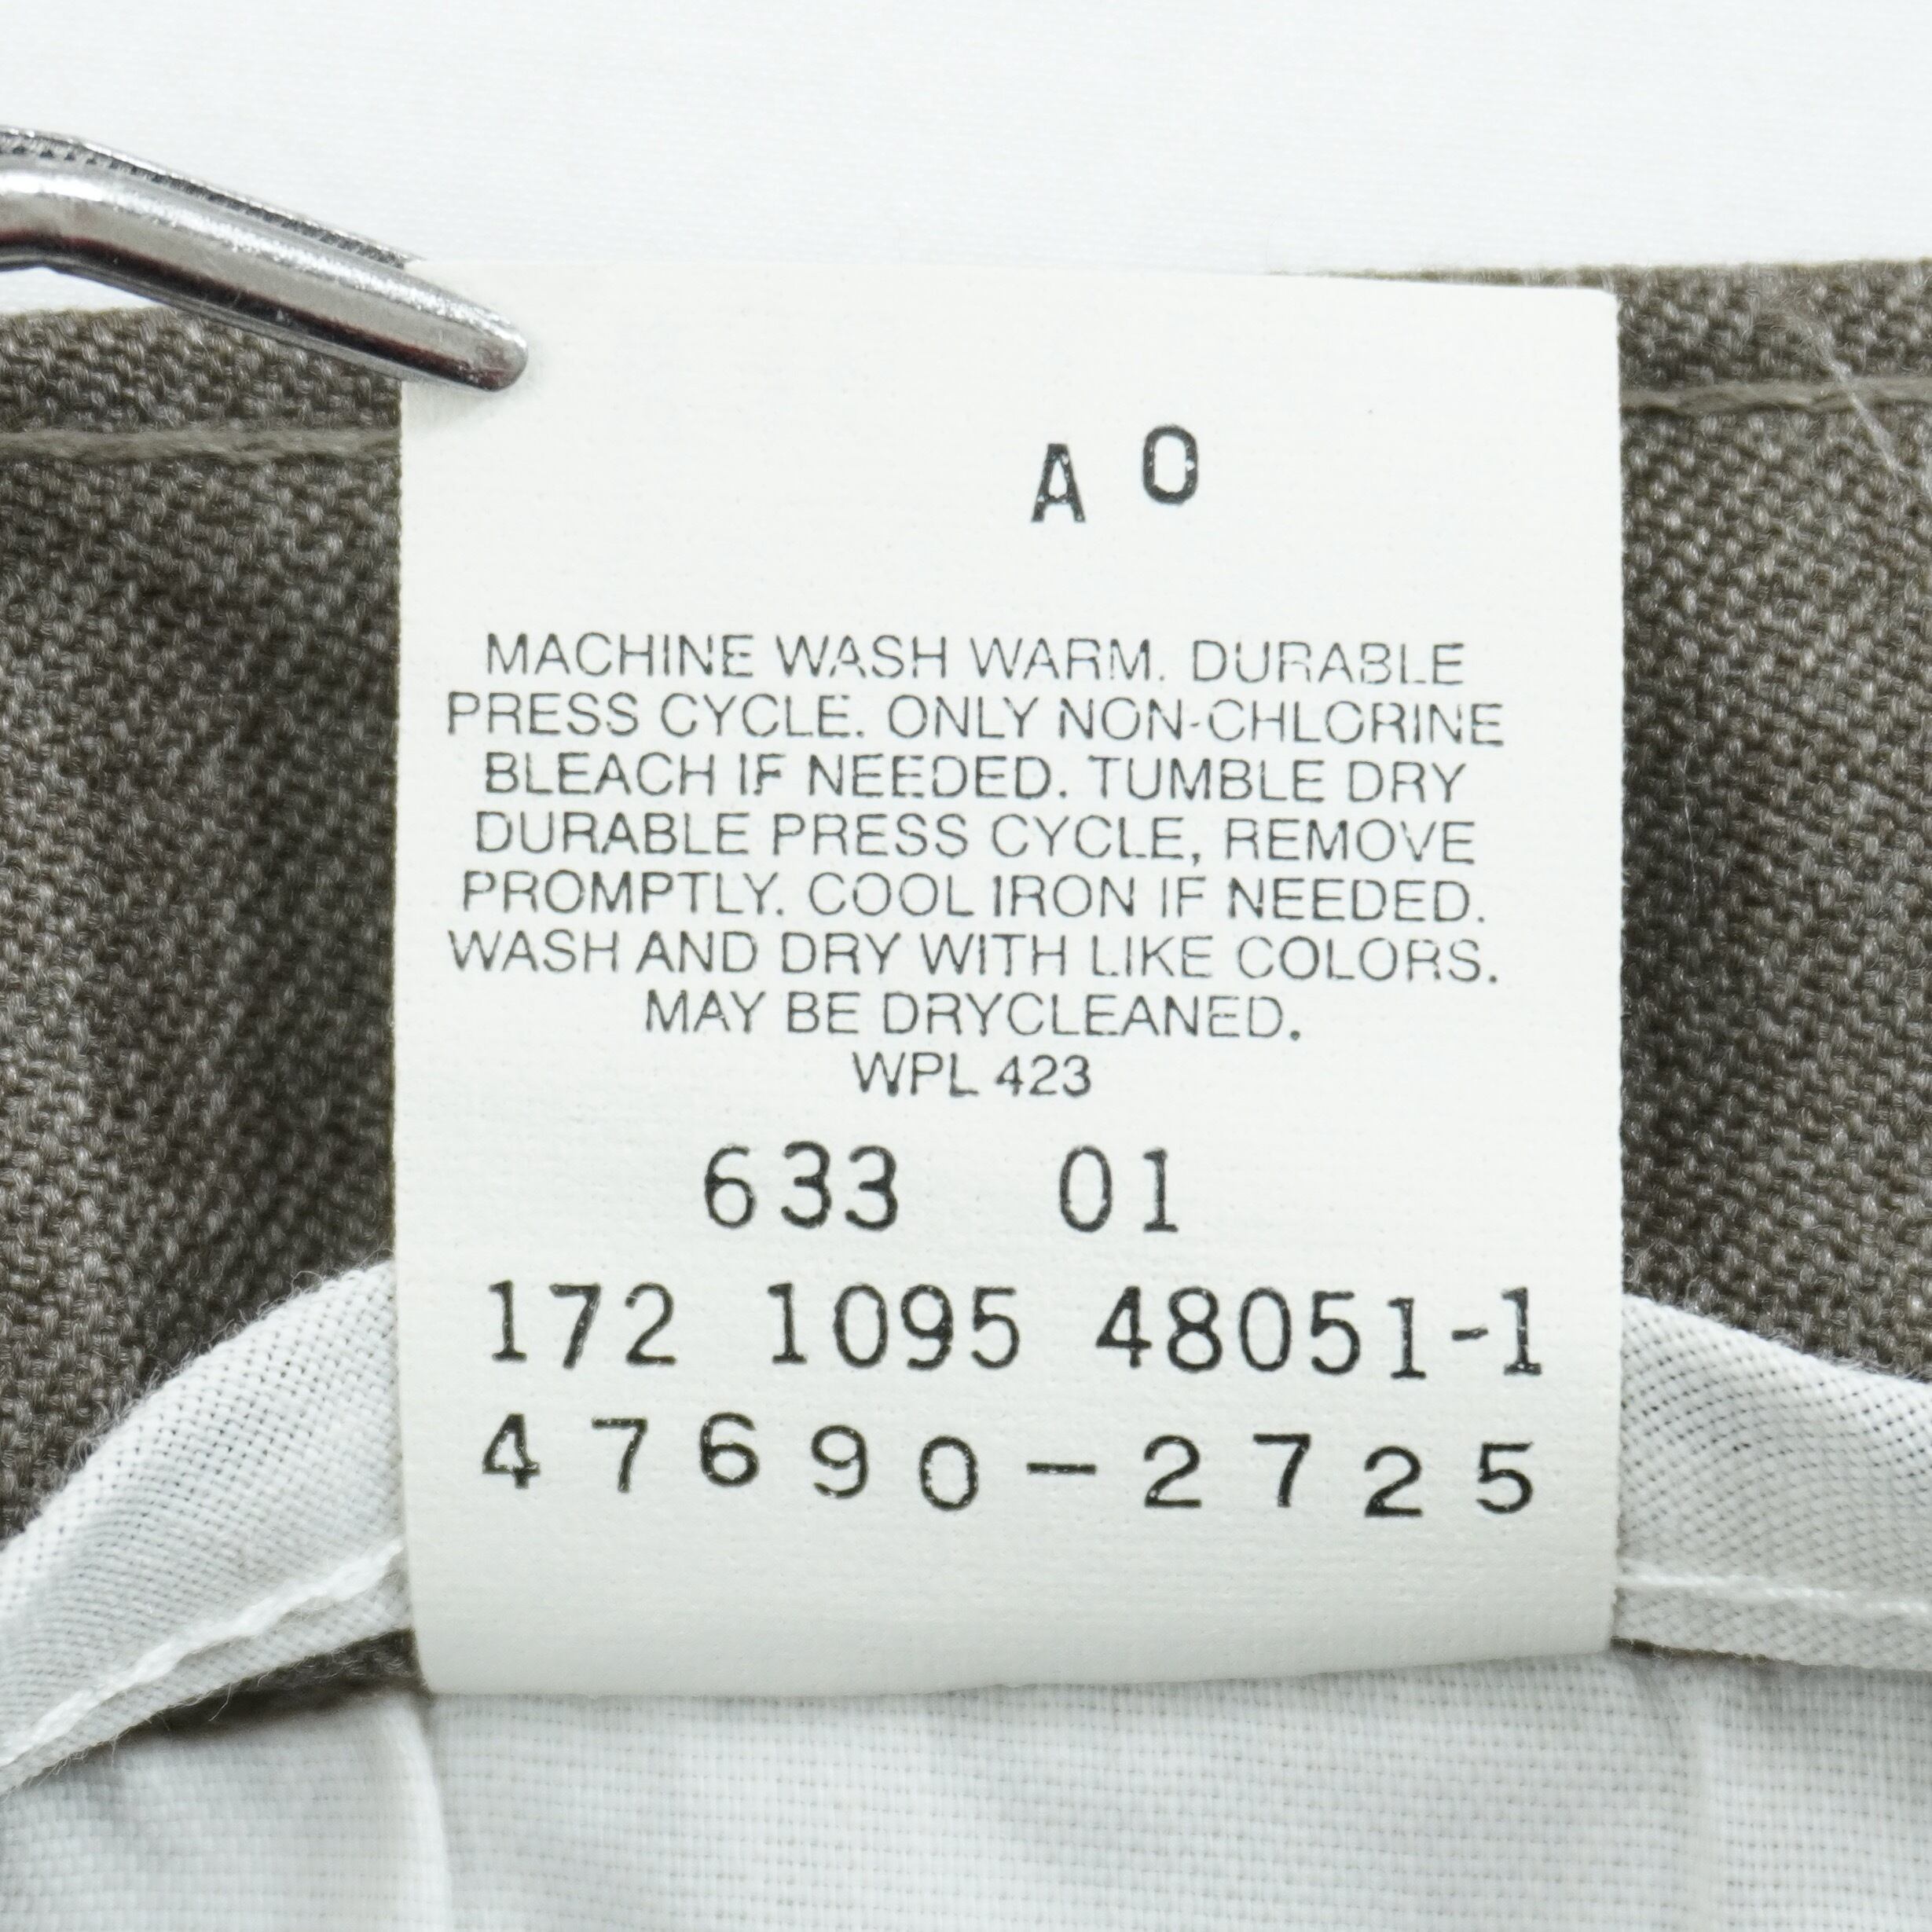 A O
MACHINE WASH WARM. DURABLE
PRESS CYCLE. ONLY NON-CHLORINE
BLEACH IF NEEDED. TUMBLE DRY
DURABLE PRESS CYCLE, REMOVE
PROMPTLY. COOL IRON IF NEEDED.
WASH AND DRY WITH LIKE COLORS.
MAY BE DRYCLEANED.
WPL 423
633 01
172 1095 48051-1
47690-2725